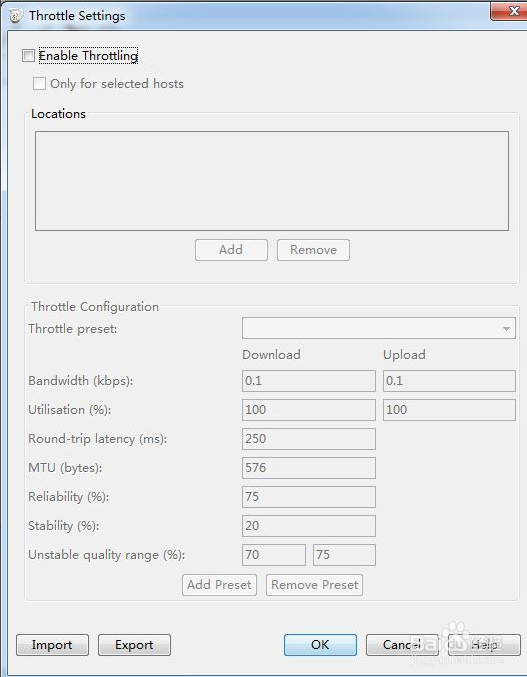 Throttle Settings
Enable Throttling
Only for selected hosts
Locations
Add Remove
Throttle Configuration
Throttle preset:
Download Upload
Bandwidth (kbps): 0.1 0.1
Utilisation (%): 100 100
Round-trip latency (ms): 250
MTU (bytes): 576
Reliability (%): 75
Stability (%): 20
Unstable quality range (%): 70 75
Add Preset Remove Preset
Import Export OK Cancel Help